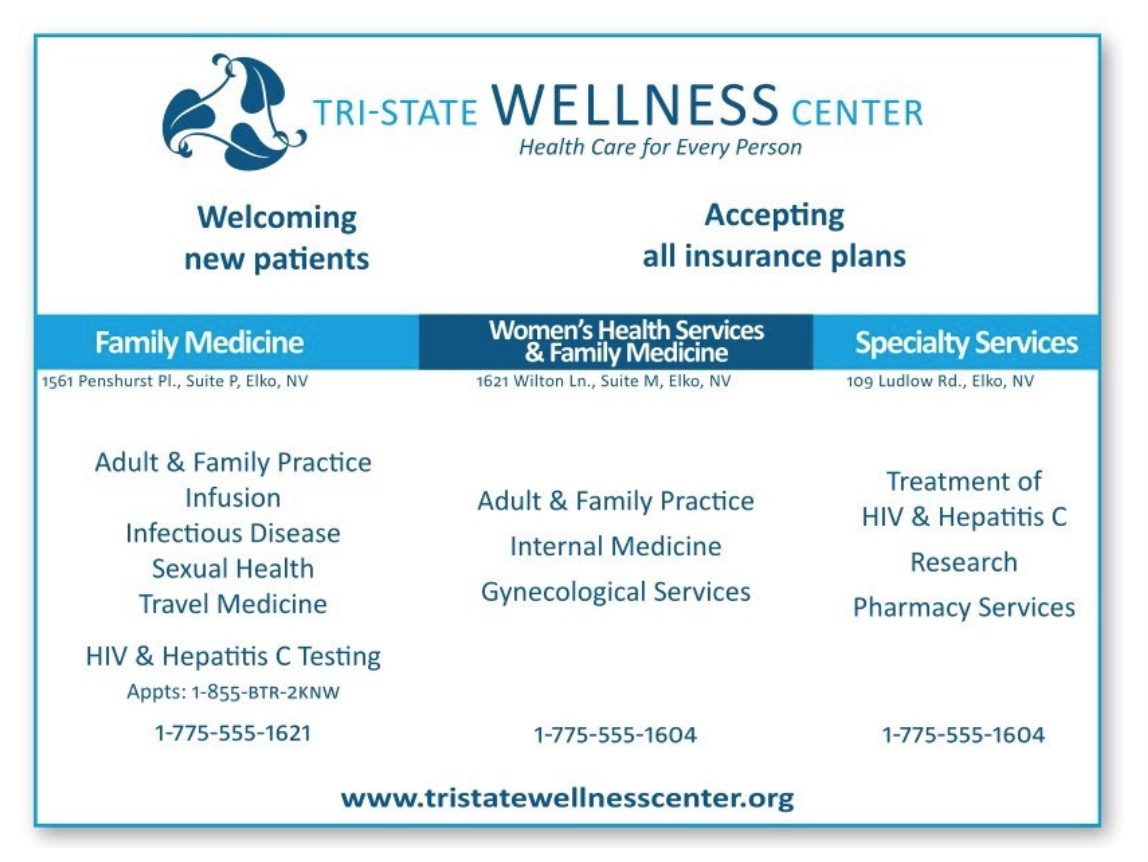 TRI-STATE WELLNESS CENTER
Health Care for Every Person
Welcoming
new patients
Accepting
all insurance plans
Family Medicine
1561 Penshurst Pl., Suite P, Elko, NV
Adult & Family Practice
Infusion
Infectious Disease
Sexual Health
Travel Medicine
HIV & Hepatitis C Testing
Appts: 1-855-BTR-2KNW
1-775-555-1621
Women's Health Services
& Family Medicine
1621 Wilton Ln., Suite M, Elko, NV
Adult & Family Practice
Internal Medicine
Gynecological Services
1-775-555-1604
Specialty Services
109 Ludlow Rd., Elko, NV
Treatment of
HIV & Hepatitis C
Research
Pharmacy Services
1-775-555-1604
www.tristatewellnesscenter.org